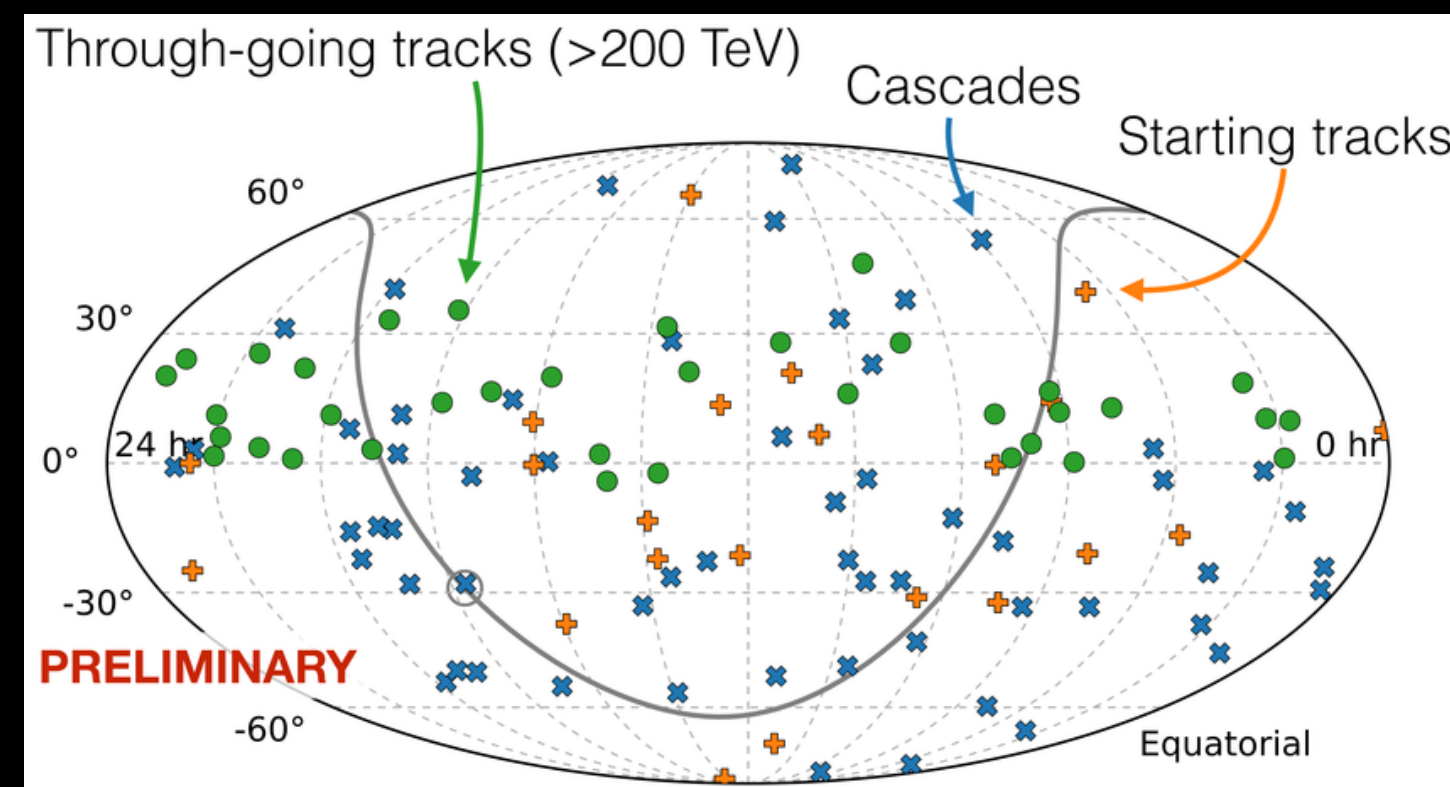 Through-going tracks (>200 TeV)
Cascades
Starting tracks
60°
30°
24 hr
0°
0 hr
-30°
PRELIMINARY
-60°
Equatorial